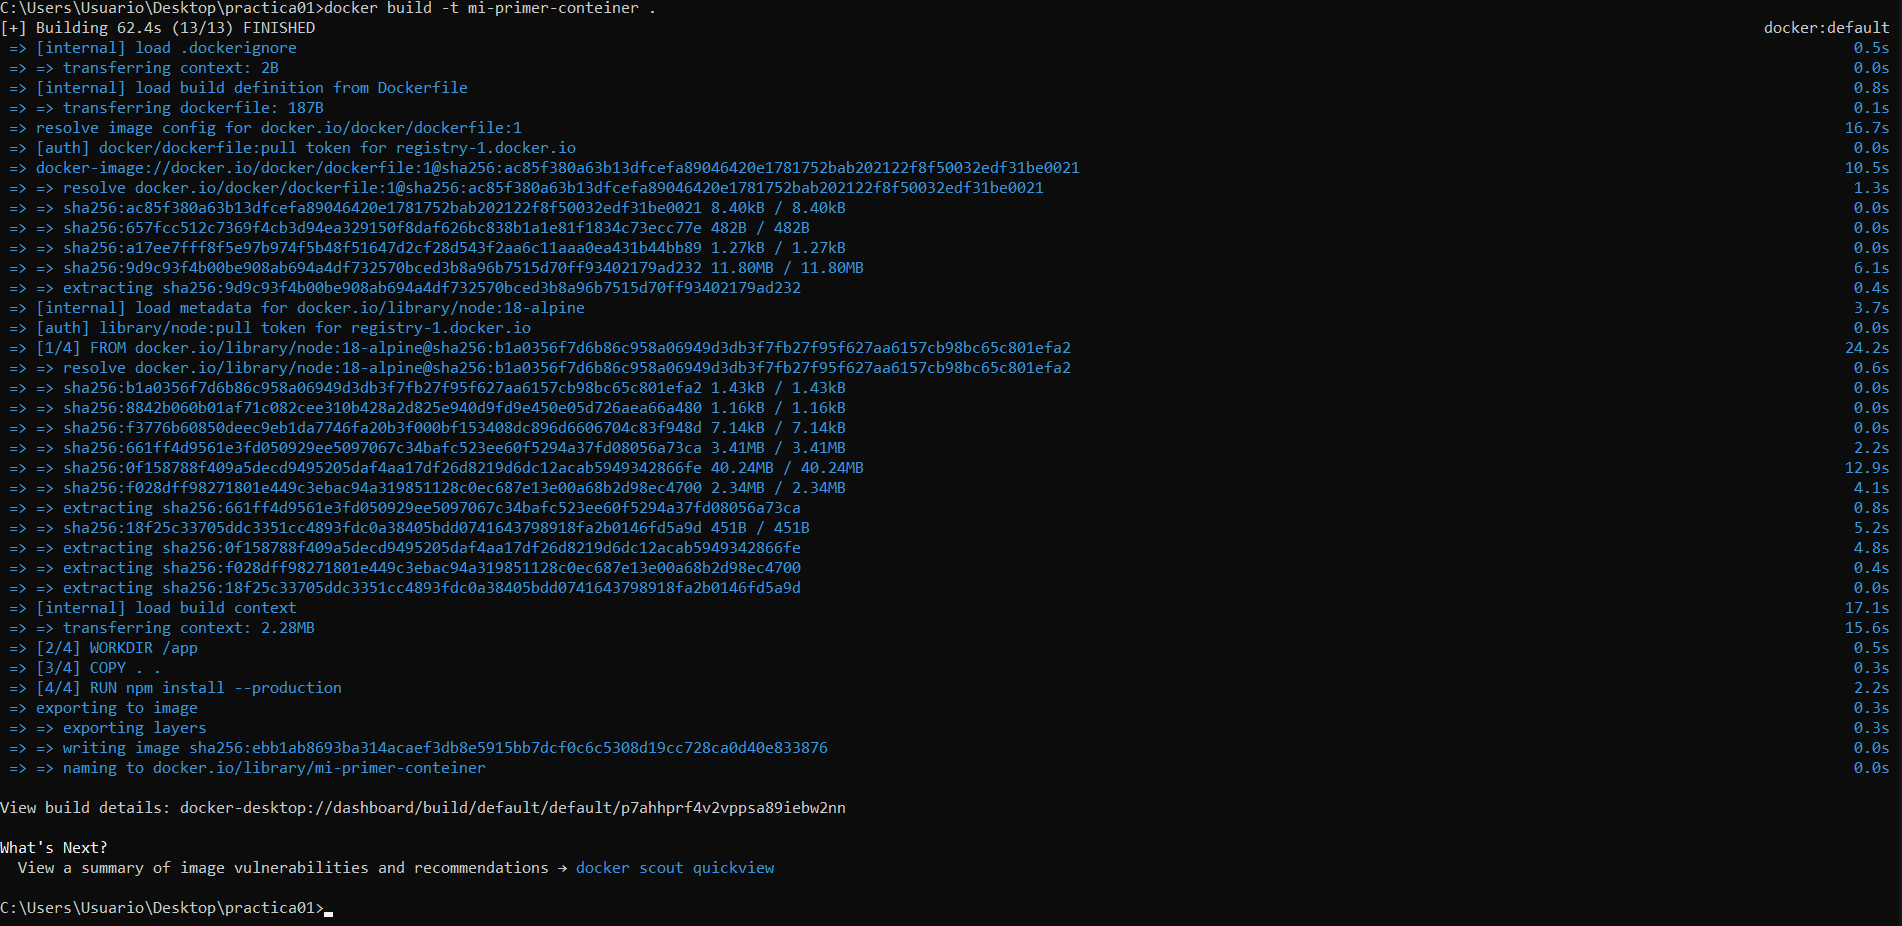 C:\Users\Usuario\Desktop\practica01>docker build -t mi-primer-conteiner .
[+] Building 62.4s (13/13) FINISHED docker:default
=> [internal] load .dockerignore 0.5s
=> => transferring context: 2B 0.0s
=> [internal] load build definition from Dockerfile 0.8s
=> => transferring dockerfile: 187B 0.1s
=> resolve image config for docker.io/docker/dockerfile:1 16.7s
=> [auth] docker/dockerfile:pull token for registry-1.docker.io 0.0s
=> docker-image://docker.io/docker/dockerfile:1@sha256:ac85f380a63b13dfcefa89046420e1781752bab202122f8f50032edf31be0021 10.5s
=> => resolve docker.io/docker/dockerfile:1@sha256:ac85f380a63b13dfcefa89046420e1781752bab202122f8f50032edf31be0021 1.3s
=> => sha256:ac85f380a63b13dfcefa89046420e1781752bab202122f8f50032edf31be0021 8.40kB / 8.40kB 0.0s
=> => sha256:657fcc512c7369f4cb3d94ea329150f8daf626bc838b1a1e81f1834c73ecc77e 482B / 482B 0.0s
=> => sha256:a17ee7fff8f5e97b974f5b48f51647d2cf28d543f2aa6c11aaa0ea431b44bb89 1.27kB / 1.27kB 0.0s
=> => sha256:9d9c93f4b00be908ab694a4df732570bced3b8a96b7515d70ff93402179ad232 11.80MB / 11.80MB 6.1s
=> => extracting sha256:9d9c93f4b00be908ab694a4df732570bced3b8a96b7515d70ff93402179ad232 0.4s
=> [internal] load metadata for docker.io/library/node:18-alpine 3.7s
=> [auth] library/node:pull token for registry-1.docker.io 0.0s
=> [1/4] FROM docker.io/library/node:18-alpine@sha256:b1a0356f7d6b86c958a06949d3db3f7fb27f95f627aa6157cb98bc65c801efa2 24.2s
=> => resolve docker.io/library/node:18-alpine@sha256:b1a0356f7d6b86c958a06949d3db3f7fb27f95f627aa6157cb98bc65c801efa2 0.6s
=> => sha256:b1a0356f7d6b86c958a06949d3db3f7fb27f95f627aa6157cb98bc65c801efa2 1.43kB / 1.43kB 0.0s
=> => sha256:8842b060b01af71c082cee310b428a2d825e940d9fd9e450e05d726aea66a480 1.16kB / 1.16kB 0.0s
=> => sha256:f3776b60850deec9eb1da7746fa20b3f000bf153408dc896d6606704c83f948d 7.14kB / 7.14kB 0.0s
=> => sha256:661ff4d9561e3fd050929ee5097067c34bafc523ee60f5294a37fd08056a73ca 3.41MB / 3.41MB 2.2s
=> => sha256:0f158788f409a5decd9495205daf4aa17df26d8219d6dc12acab5949342866fe 40.24MB / 40.24MB 12.9s
=> => sha256:f028dff98271801e449c3ebac94a319851128c0ec687e13e00a68b2d98ec4700 2.34MB / 2.34MB 4.1s
=> => extracting sha256:661ff4d9561e3fd050929ee5097067c34bafc523ee60f5294a37fd08056a73ca 0.8s
=> => sha256:18f25c33705ddc3351cc4893fdc0a38405bdd0741643798918fa2b0146fd5a9d 451B / 451B 5.2s
=> => extracting sha256:0f158788f409a5decd9495205daf4aa17df26d8219d6dc12acab5949342866fe 4.8s
=> => extracting sha256:f028dff98271801e449c3ebac94a319851128c0ec687e13e00a68b2d98ec4700 0.4s
=> => extracting sha256:18f25c33705ddc3351cc4893fdc0a38405bdd0741643798918fa2b0146fd5a9d 0.0s
=> [internal] load build context 17.1s
=> => transferring context: 2.28MB 15.6s
=> [2/4] WORKDIR /app 0.5s
=> [3/4] COPY . . 0.3s
=> [4/4] RUN npm install --production 2.2s
=> exporting to image 0.3s
=> => exporting layers 0.3s
=> => writing image sha256:ebb1ab8693ba314acaef3db8e5915bb7dcf0c6c5308d19cc728ca0d40e833876 0.0s
=> => naming to docker.io/library/mi-primer-conteiner 0.0s
View build details: docker-desktop://dashboard/build/default/default/p7ahhprf4v2vppsa89iebw2nn
What's Next?
View a summary of image vulnerabilities and recommendations → docker scout quickview
C:\Users\Usuario\Desktop\practica01>